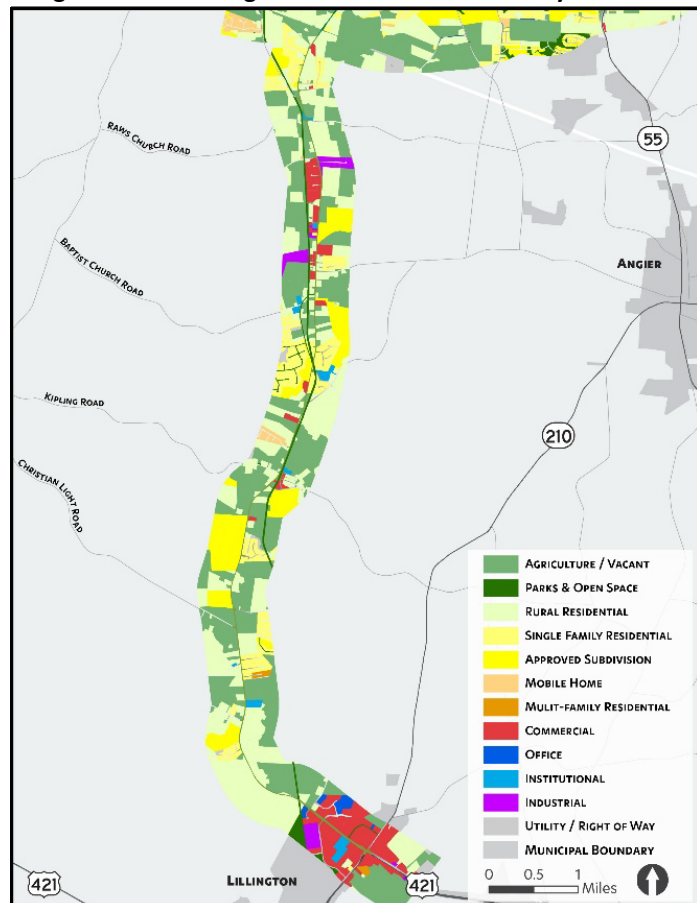 RAWS CHURCH ROAD
55
BAPTIST CHURCH ROAD
ANGIER
KIPLING ROAD
210
CHRISTIAN LIGHT ROAD
AGRICULTURE / VACANT
PARKS & OPEN SPACE
RURAL RESIDENTIAL
SINGLE FAMILY RESIDENTIAL
APPROVED SUBDIVISION
MOBILE HOME
MULIT-FAMILY RESIDENTIAL
COMMERCIAL
OFFICE
INSTITUTIONAL
INDUSTRIAL
UTILITY / RIGHT OF WAY
MUNICIPAL BOUNDARY
0 0.5 1
MILES
421
LILLINGTON
421